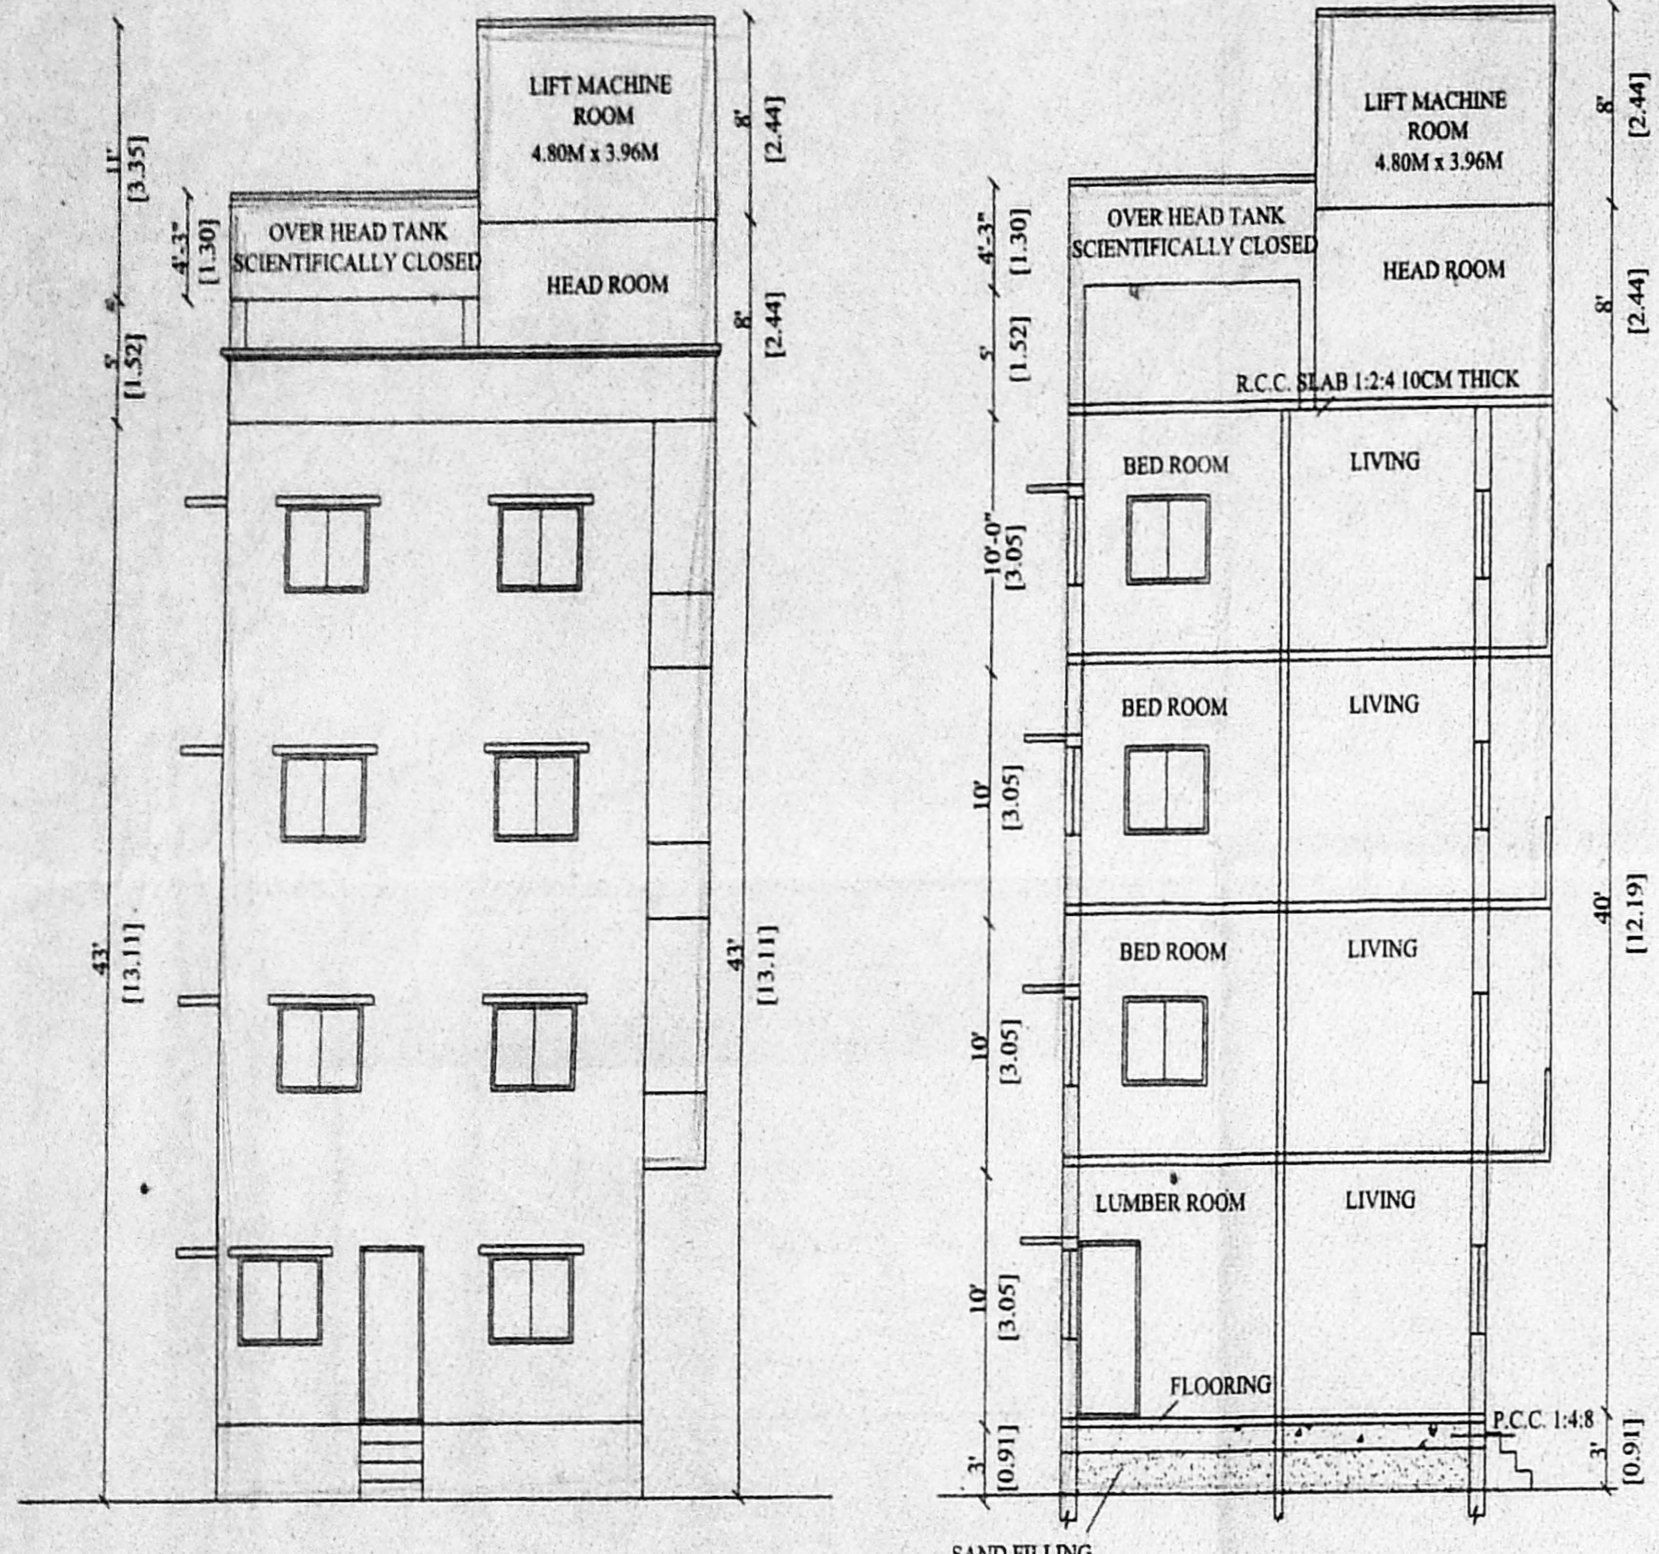 LIFT MACHINE
ROOM
4.80M x 3.96M
8'
[2.44]
11'
[3.35]
4'-3"
[1.30]
OVER HEAD TANK
SCIENTIFICALLY CLOSED
HEAD ROOM
8'
[2.44]
5'
[1.52]
43'
[13.11]
43'
[13.11]
LIFT MACHINE
ROOM
4.80M x 3.96M
8'
[2.44]
4'-3"
[1.30]
OVER HEAD TANK
SCIENTIFICALLY CLOSED
HEAD ROOM
8'
[2.44]
5'
[1.52]
R.C.C. SLAB 1:2:4 10CM THICK
BED ROOM
LIVING
10'-0"
[3.05]
BED ROOM
LIVING
10'
[3.05]
40'
[12.19]
BED ROOM
LIVING
10'
[3.05]
LUMBER ROOM
LIVING
10'
[3.05]
FLOORING
P.C.C. 1:4:8
3'
[0.91]
3'
[0.91]
SAND FILLING